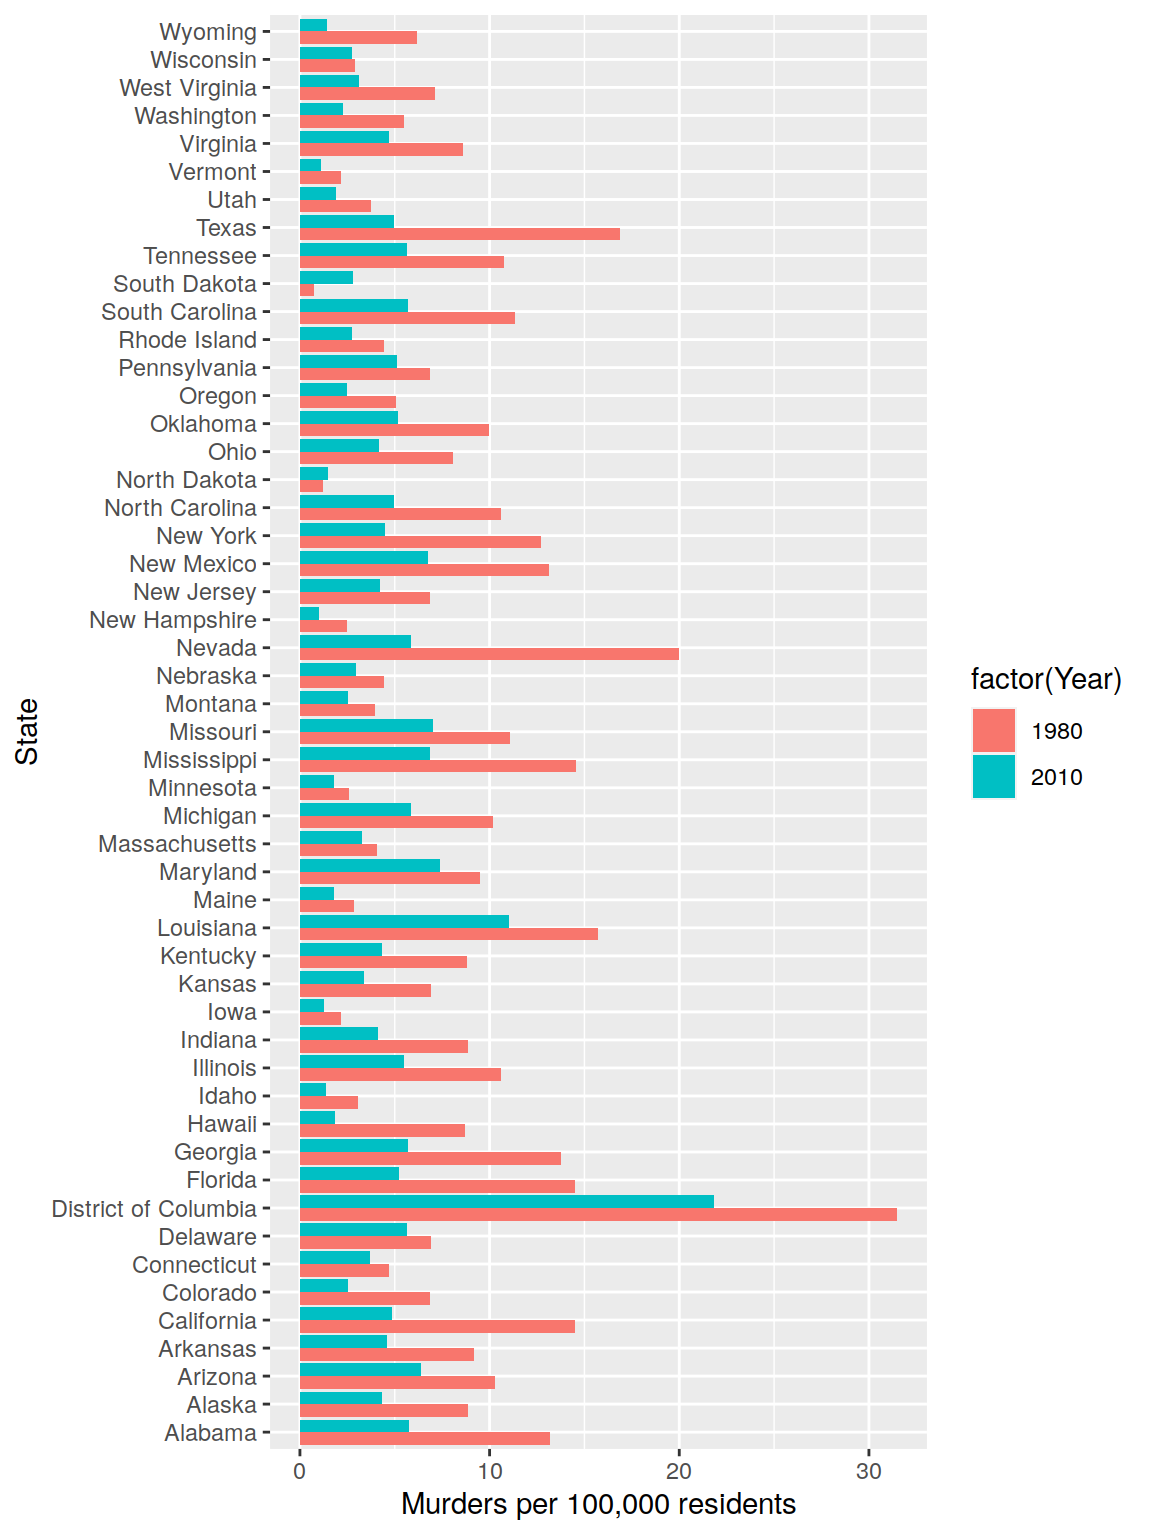 Wyoming
Wisconsin
West Virginia
Washington
Virginia
Vermont
Utah
Texas
Tennessee
South Dakota
South Carolina
Rhode Island
Pennsylvania
Oregon
Oklahoma
Ohio
North Dakota
North Carolina
New York
New Mexico
New Jersey
New Hampshire
Nevada
Nebraska
Montana
Missouri
Mississippi
Minnesota
Michigan
Massachusetts
Maryland
Maine
Louisiana
Kentucky
Kansas
Iowa
Indiana
Illinois
Idaho
Hawaii
Georgia
Florida
District of Columbia
Delaware
Connecticut
Colorado
California
Arkansas
Arizona
Alaska
Alabama
State
0 10 20 30
Murders per 100,000 residents
factor(Year)
1980
2010